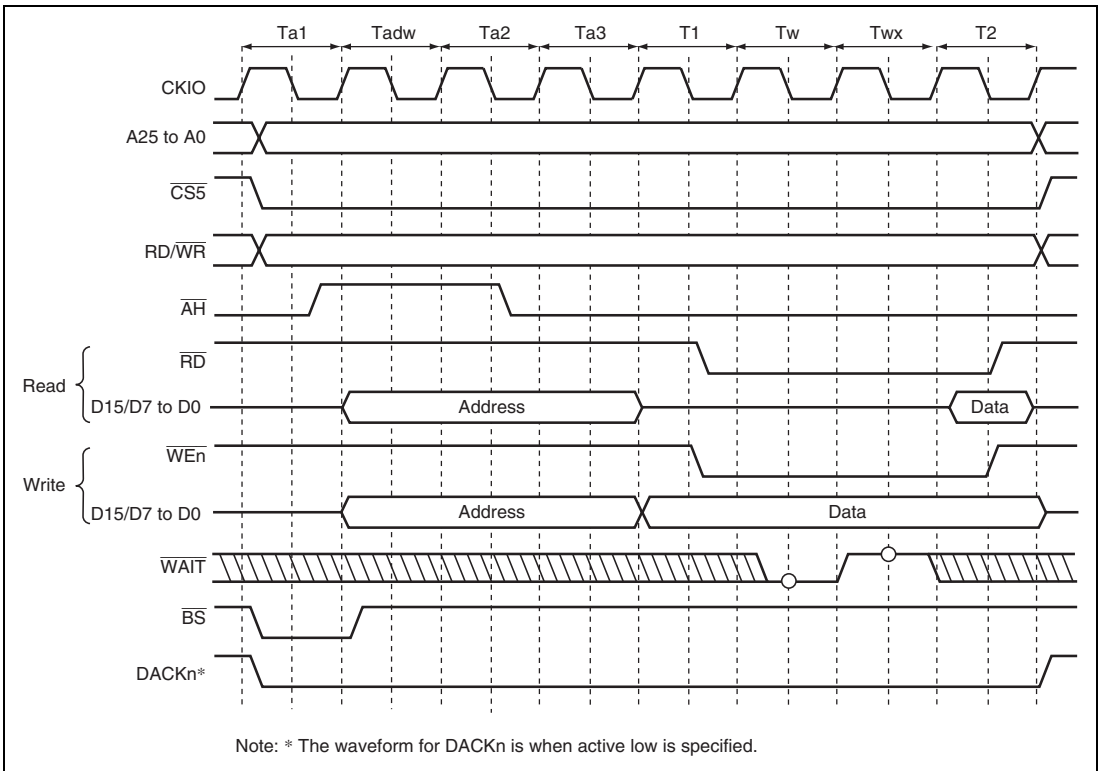 Ta1 Tadw Ta2 Ta3 T1 Tw Twx T2
CKIO
A25 to A0
CS5
RD/WR
AH
RD
Read
D15/D7 to D0 Address Data
WEn
Write
D15/D7 to D0 Address Data
WAIT
BS
DACKn*
Note: * The waveform for DACKn is when active low is specified.